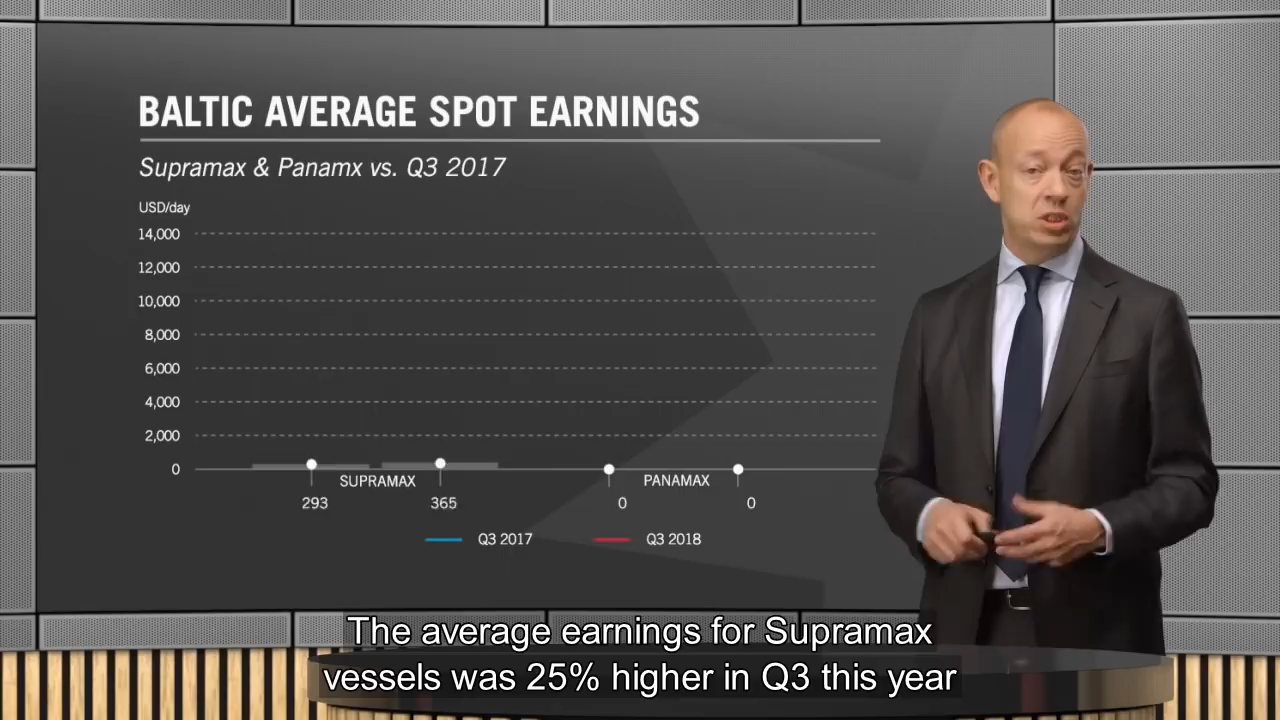 BALTIC AVERAGE SPOT EARNINGS
Supramax & Panamx vs. Q3 2017
USD/day
14,000
12,000
10,000
8,000
6,000
4,000
2,000
0
SUPRAMAX PANAMAX
293 365 0 0
Q3 2017 Q3 2018
The average earnings for Supramax
vessels was 25% higher in Q3 this year